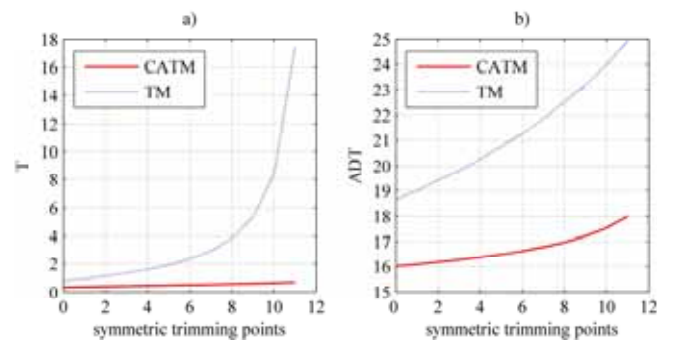 a)
18
16
14
12
10
8
6
4
2
0
T
CATM
TM
0 2 4 6 8 10 12
symmetric trimming points
b)
25
24
23
22
21
20
19
18
17
16
15
ADT
CATM
TM
0 2 4 6 8 10 12
symmetric trimming points